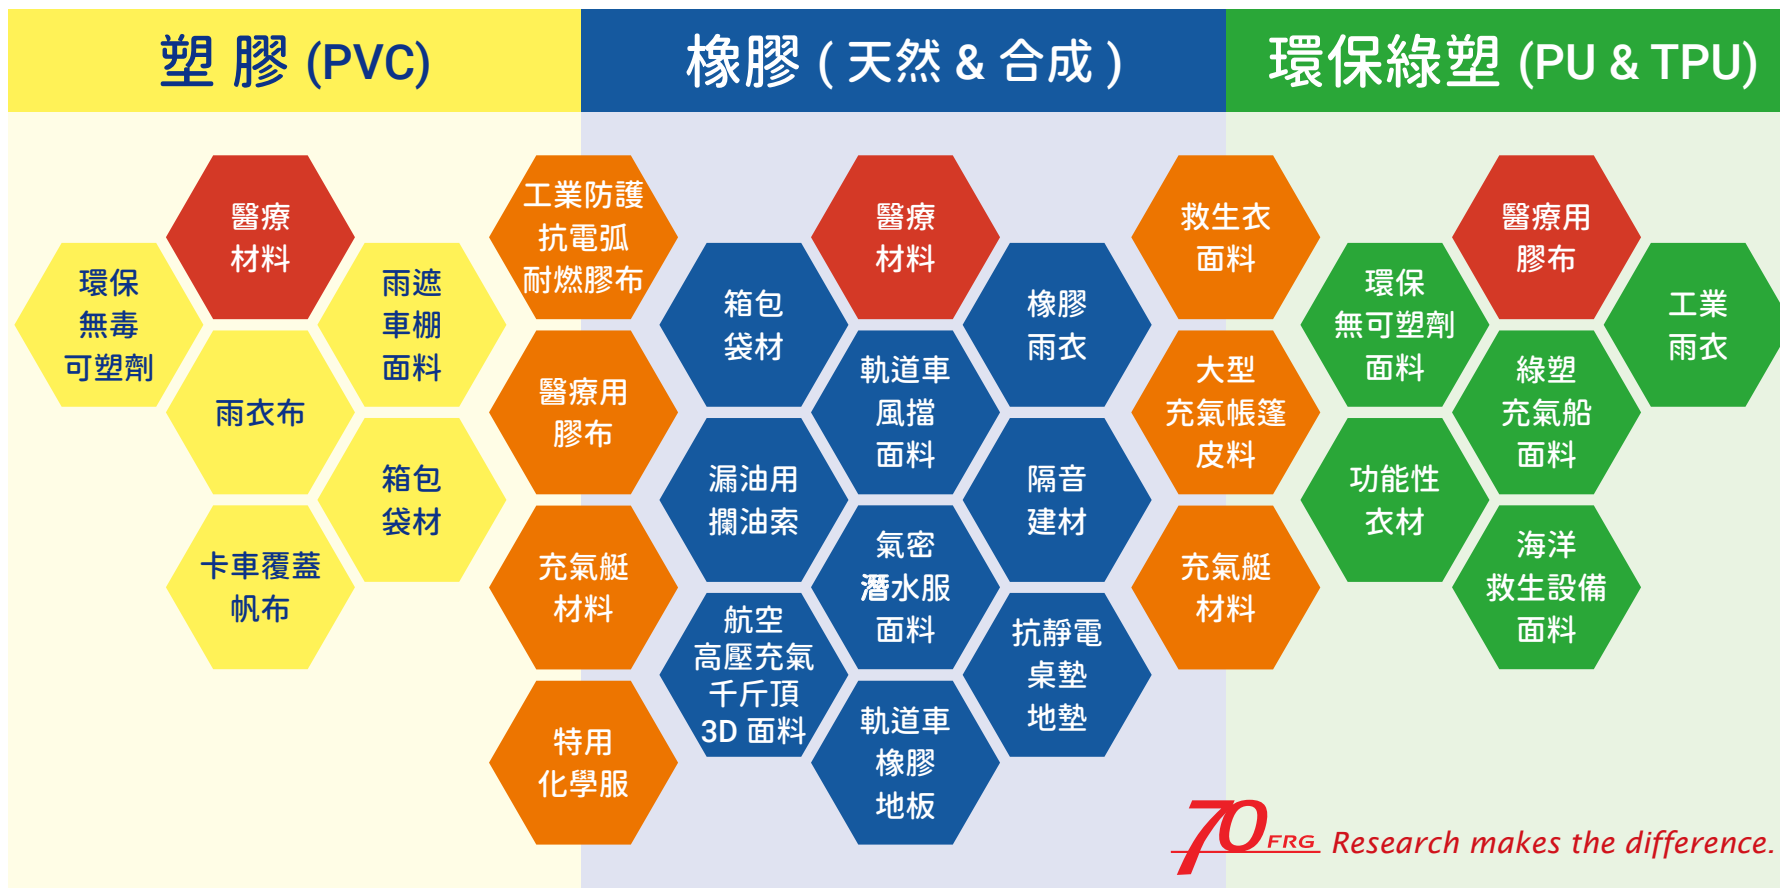 塑膠 (PVC)
橡膠 ( 天然 & 合成 )
環保綠塑 (PU & TPU)
醫療
材料
環保
無毒
可塑劑
雨遮
車棚
面料
雨衣布
箱包
袋材
卡車覆蓋
帆布
工業防護
抗電弧
耐燃膠布
醫療用
膠布
充氣艇
材料
特用
化學服
箱包
袋材
醫療
材料
橡膠
雨衣
軌道車
風擋
面料
漏油用
攔油索
隔音
建材
氣密
潛水服
面料
航空
高壓充氣
千斤頂
3D 面料
抗靜電
桌墊
地墊
軌道車
橡膠
地板
救生衣
面料
大型
充氣帳篷
皮料
充氣艇
材料
環保
無可塑劑
面料
醫療用
膠布
工業
雨衣
綠塑
充氣船
面料
功能性
衣材
海洋
救生設備
面料
70 FRG Research makes the difference.